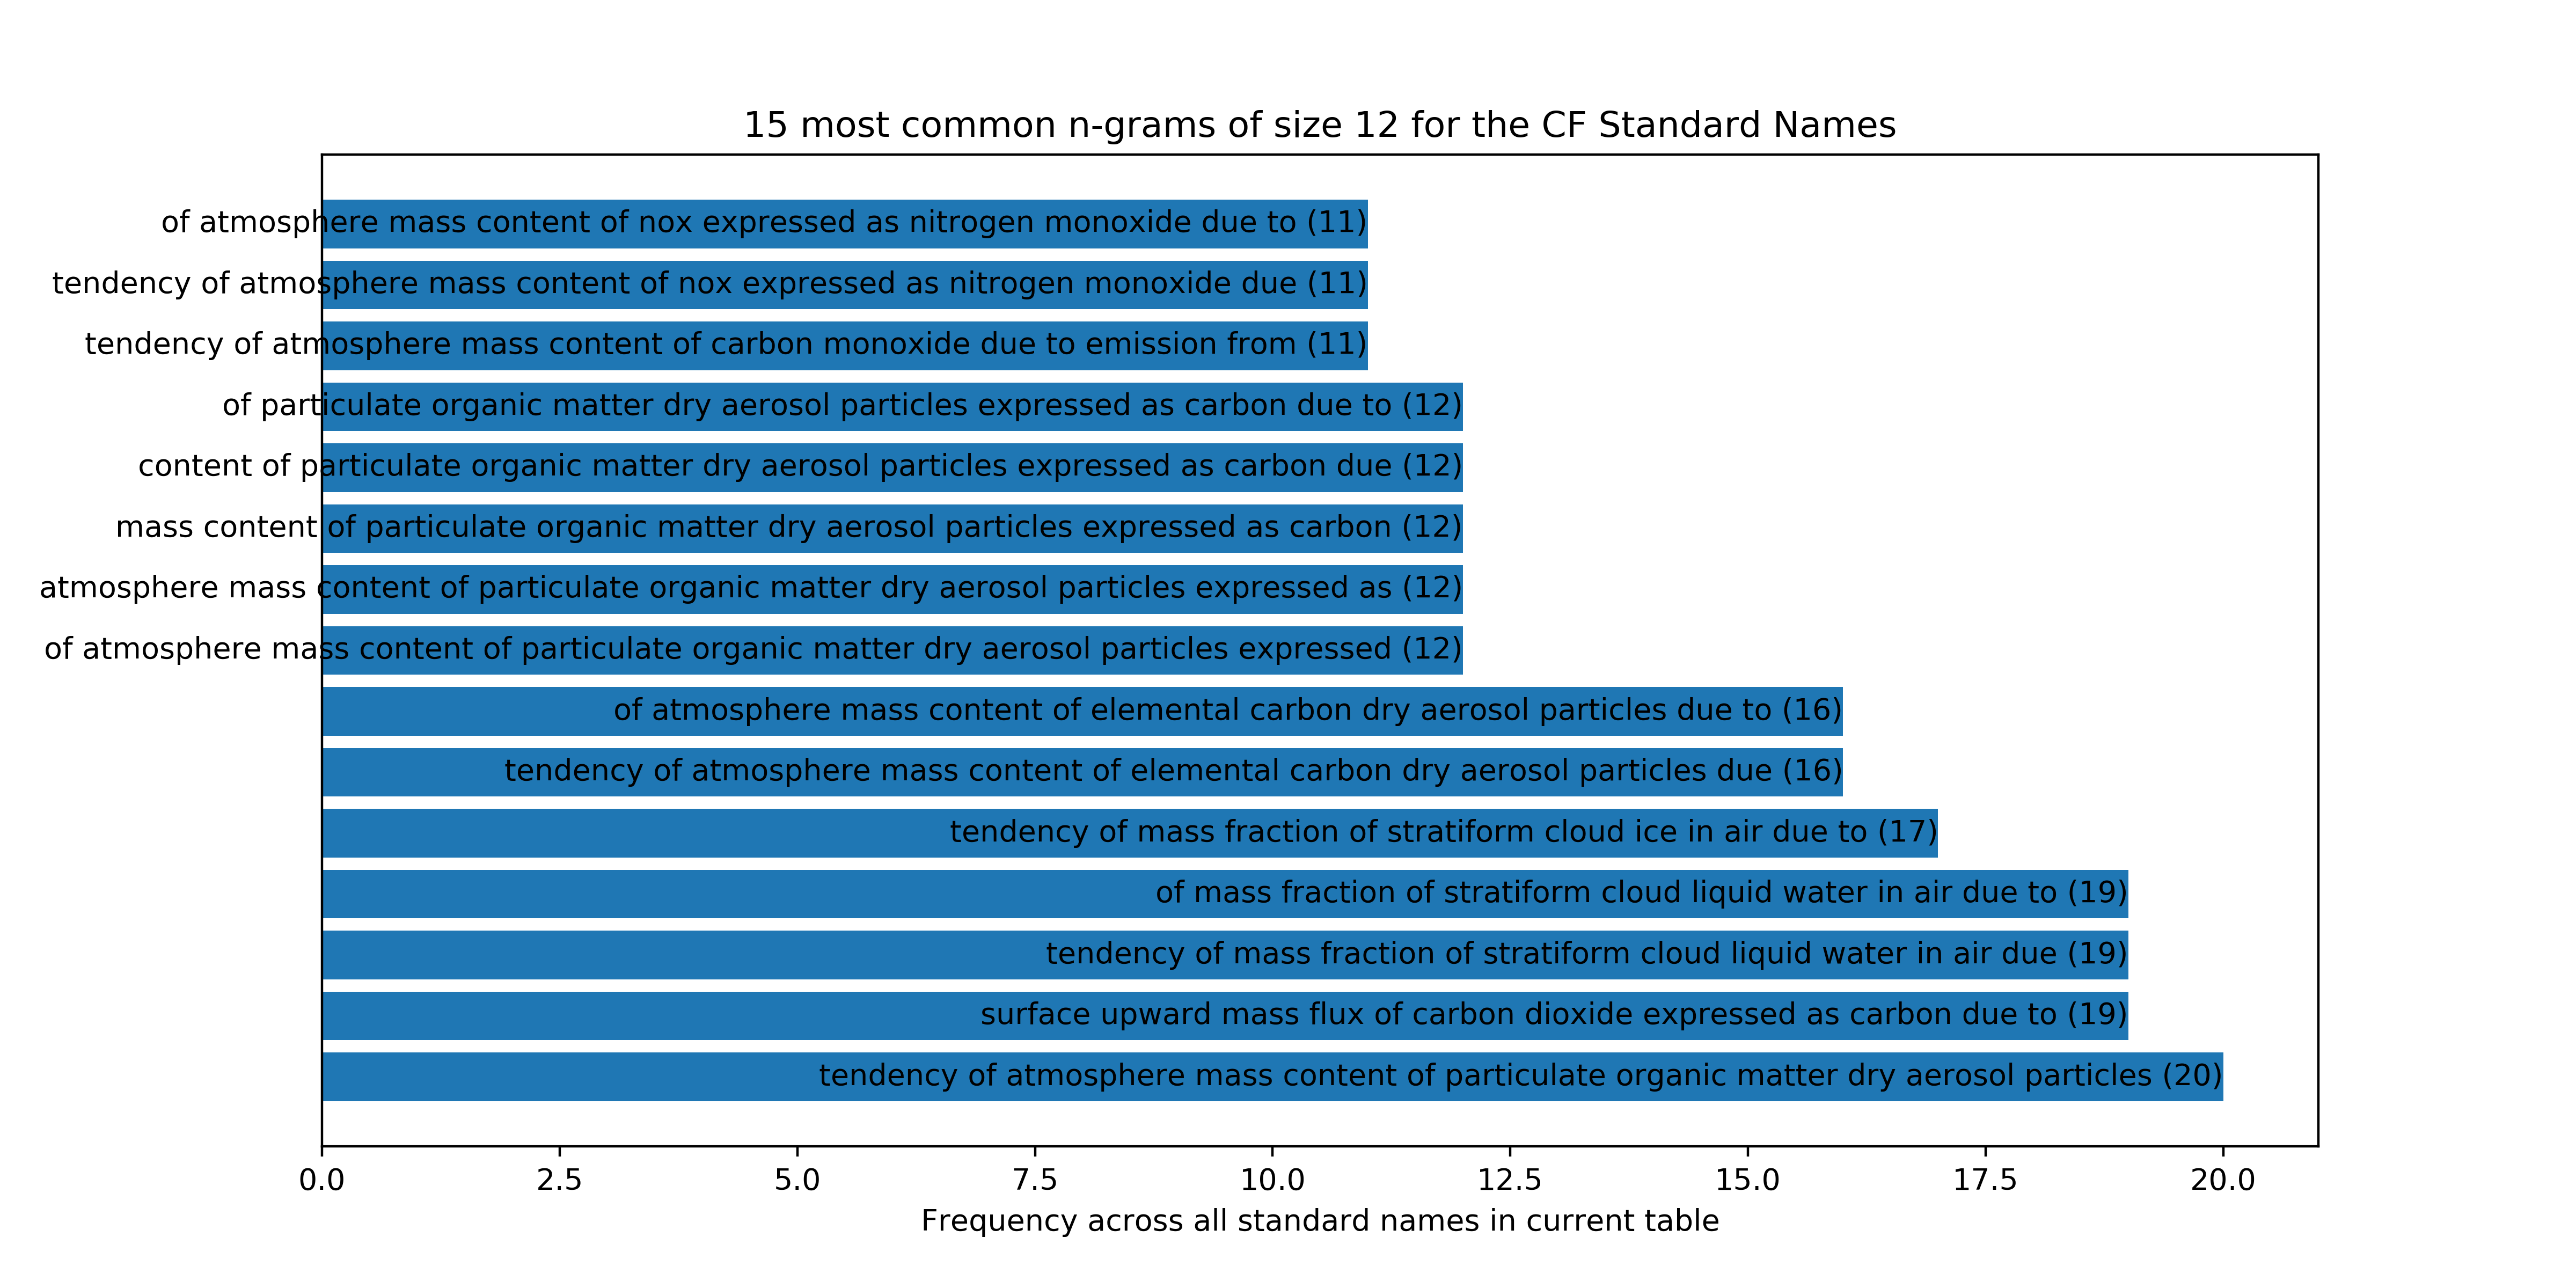 15 most common n-grams of size 12 for the CF Standard Names
of atmosphere mass content of nox expressed as nitrogen monoxide due to (11)
tendency of atmosphere mass content of nox expressed as nitrogen monoxide due (11)
tendency of atmosphere mass content of carbon monoxide due to emission from (11)
of particulate organic matter dry aerosol particles expressed as carbon due to (12)
content of particulate organic matter dry aerosol particles expressed as carbon due (12)
mass content of particulate organic matter dry aerosol particles expressed as carbon (12)
atmosphere mass content of particulate organic matter dry aerosol particles expressed as (12)
of atmosphere mass content of particulate organic matter dry aerosol particles expressed (12)
of atmosphere mass content of elemental carbon dry aerosol particles due to (16)
tendency of atmosphere mass content of elemental carbon dry aerosol particles due (16)
tendency of mass fraction of stratiform cloud ice in air due to (17)
of mass fraction of stratiform cloud liquid water in air due to (19)
tendency of mass fraction of stratiform cloud liquid water in air due (19)
surface upward mass flux of carbon dioxide expressed as carbon due to (19)
tendency of atmosphere mass content of particulate organic matter dry aerosol particles (20)
0.0 2.5 5.0 7.5 10.0 12.5 15.0 17.5 20.0
Frequency across all standard names in current table